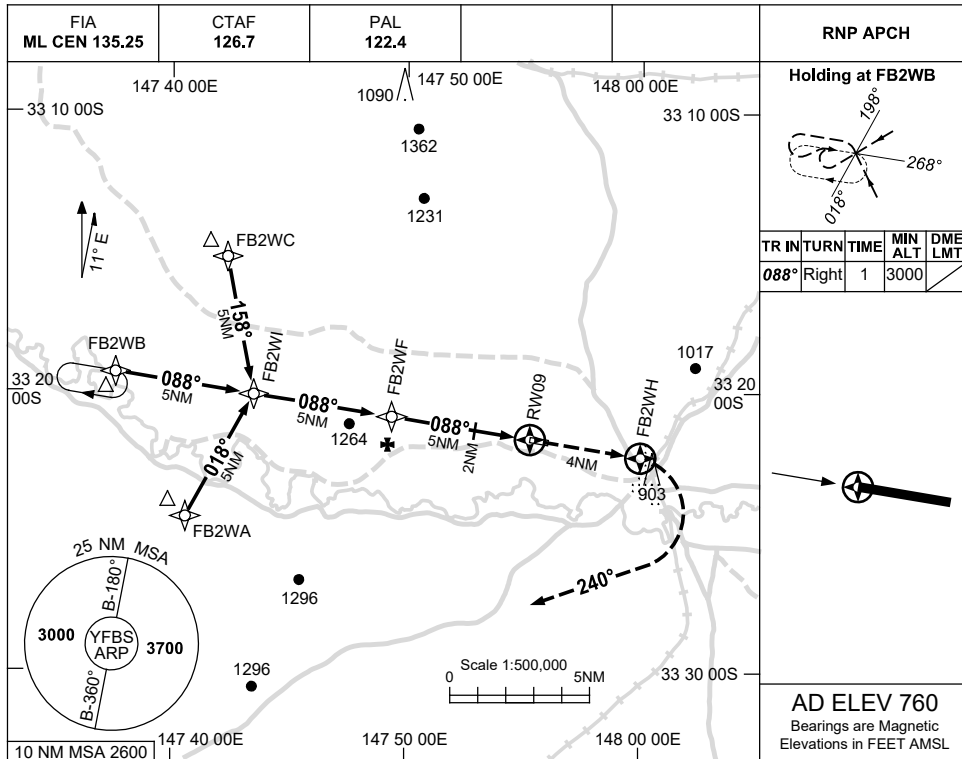 FIA
ML CEN 135.25
CTAF
126.7
PAL
122.4
RNP APCH
147 40 00E
147 50 00E
148 00 00E
33 10 00S
33 10 00S
1090
1362
1231
11° E
FB2WC
158°
5NM
FB2WB
FB2WI
FB2WF
RW09
FB2WH
1017
33 20
00S
33 20
00S
088°
5NM
088°
5NM
088°
5NM
2NM
4NM
1264
018°
5NM
903
FB2WA
240°
25 NM MSA
B-180°
3000
YFBS
ARP
3700
B-360°
1296
1296
Scale 1:500,000
0
5NM
33 30 00S
10 NM MSA 2600
147 40 00E
147 50 00E
148 00 00E
Holding at FB2WB
198°
268°
018°
TR IN TURN TIME MIN ALT DME LMT
088° Right 1 3000
AD ELEV 760
Bearings are Magnetic
Elevations in FEET AMSL